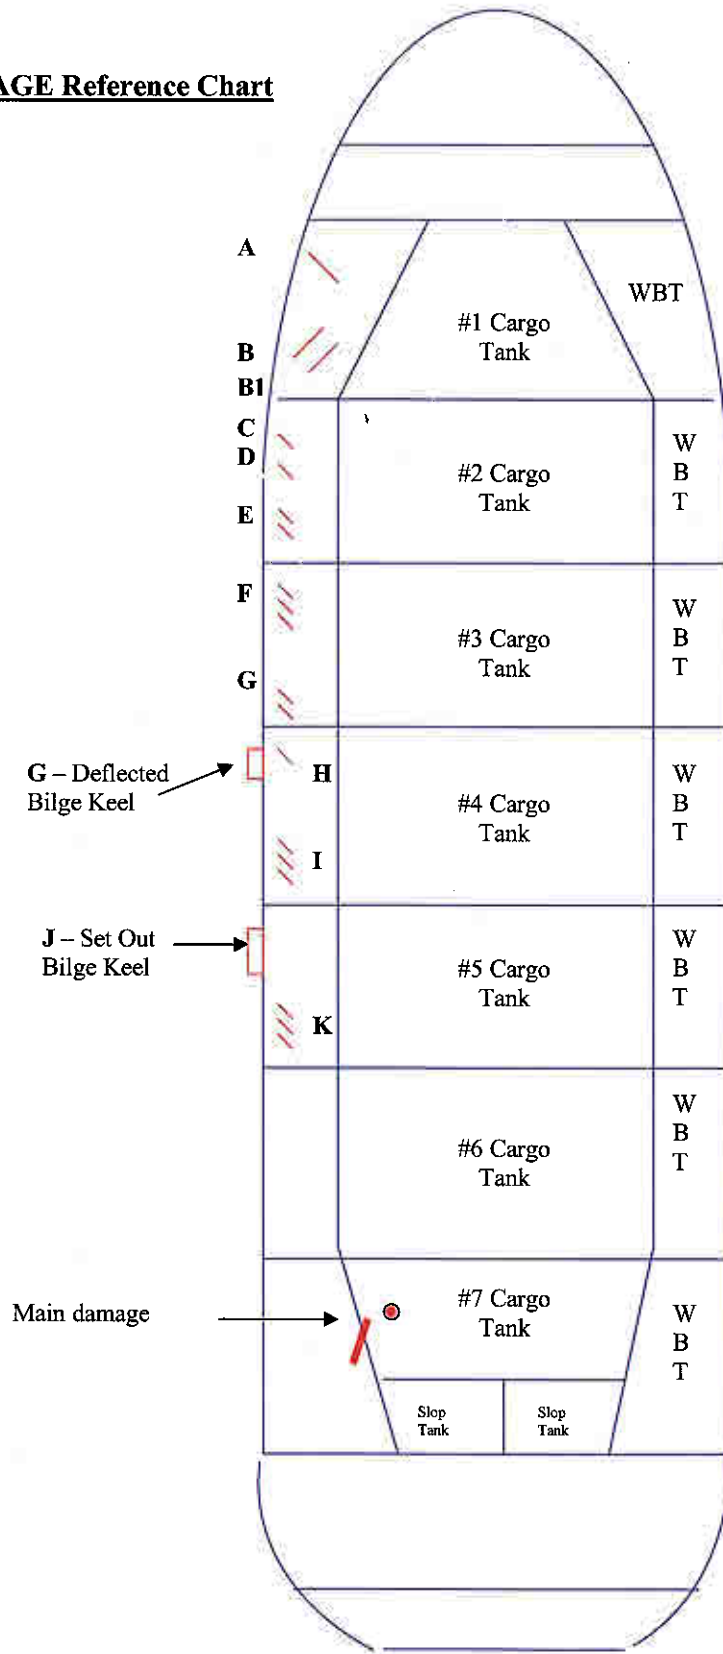 AGE Reference Chart
A
WBT
#1 Cargo
Tank
B
B1
C
D
W
B
T
#2 Cargo
Tank
E
F
W
B
T
#3 Cargo
Tank
G
G – Deflected
Bilge Keel
H
W
B
T
#4 Cargo
Tank
I
J – Set Out
Bilge Keel
W
B
T
#5 Cargo
Tank
K
W
B
T
#6 Cargo
Tank
Main damage
#7 Cargo
Tank
W
B
T
Slop
Tank
Slop
Tank